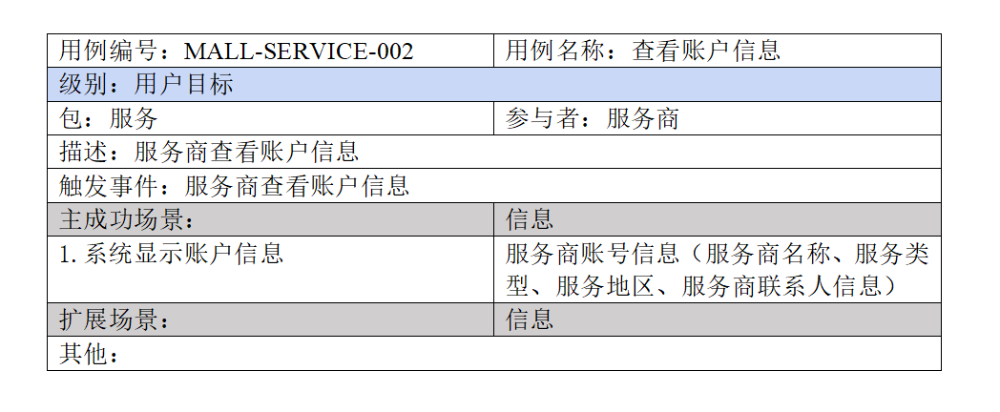 用例编号：MALL-SERVICE-002
用例名称：查看账户信息
级别：用户目标
包：服务
参与者：服务商
描述：服务商查看账户信息
触发事件：服务商查看账户信息
主成功场景：
信息
1.系统显示账户信息
服务商账号信息（服务商名称、服务类
型、服务地区、服务商联系人信息）
扩展场景：
信息
其他：